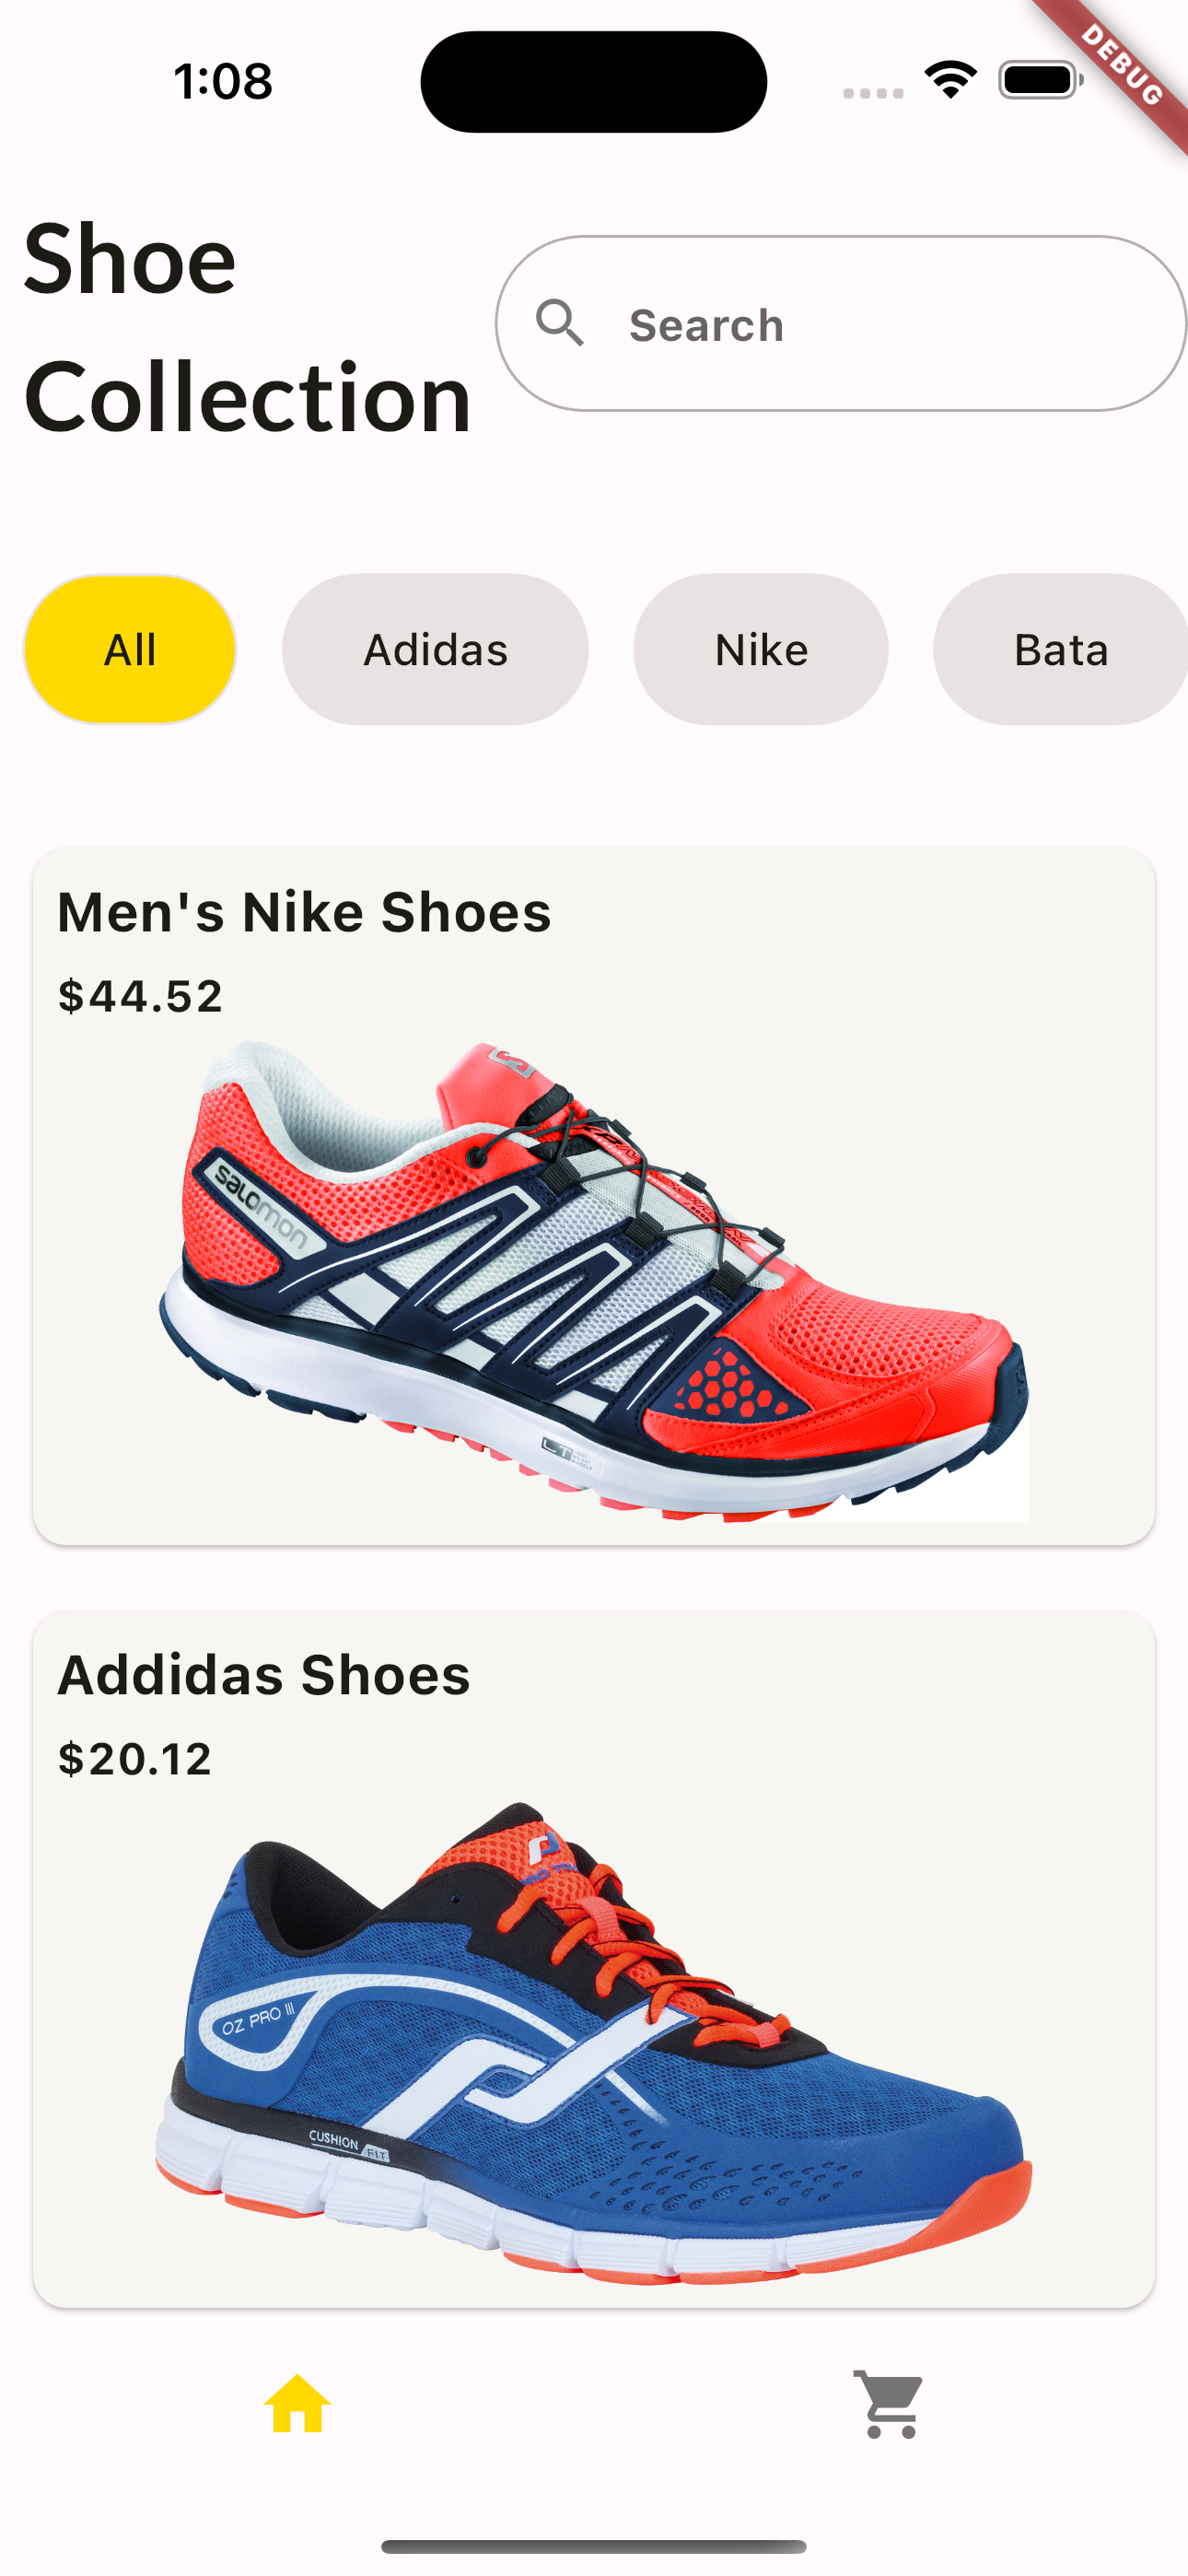 1:08
DEBUG
Shoe
Collection
Search
All
Adidas
Nike
Bata
Men's Nike Shoes
$44.52
salomon
LT
Addidas Shoes
$20.12
OZ PRO III
CUSHION FIT